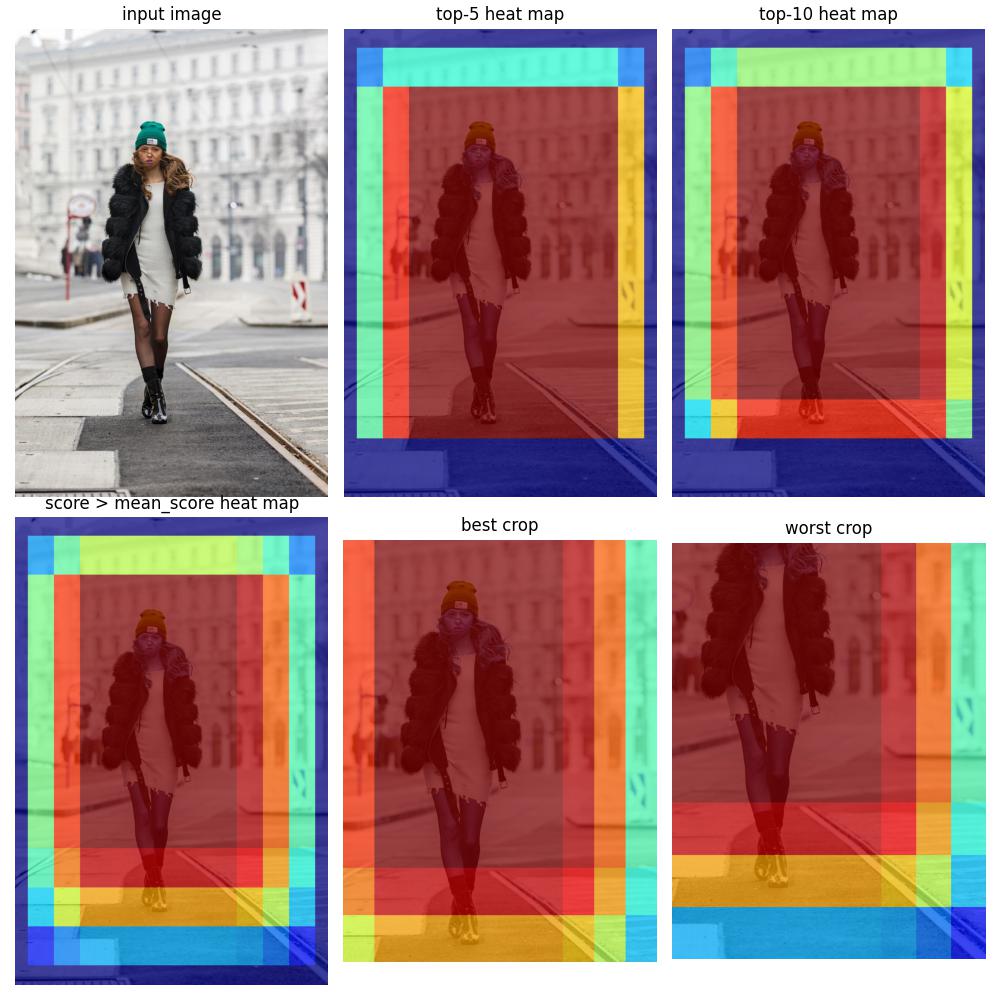 input image
top-5 heat map
top-10 heat map
score > mean_score heat map
best crop
worst crop